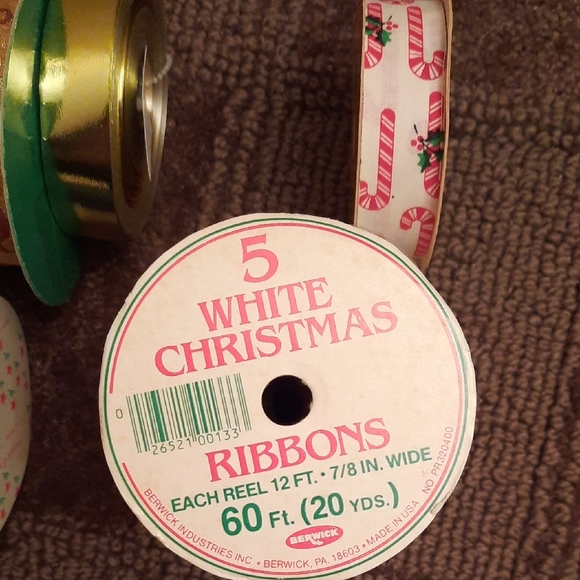 5
WHITE
CHRISTMAS
0
26521 00133
RIBBONS
EACH REEL 12 FT. • 7/8 IN. WIDE
60 FT. (20 YDS.)
BERWICK
BERWICK INDUSTRIES INC • BERWICK, PA. 18603 • MADE IN USA NO PR320400